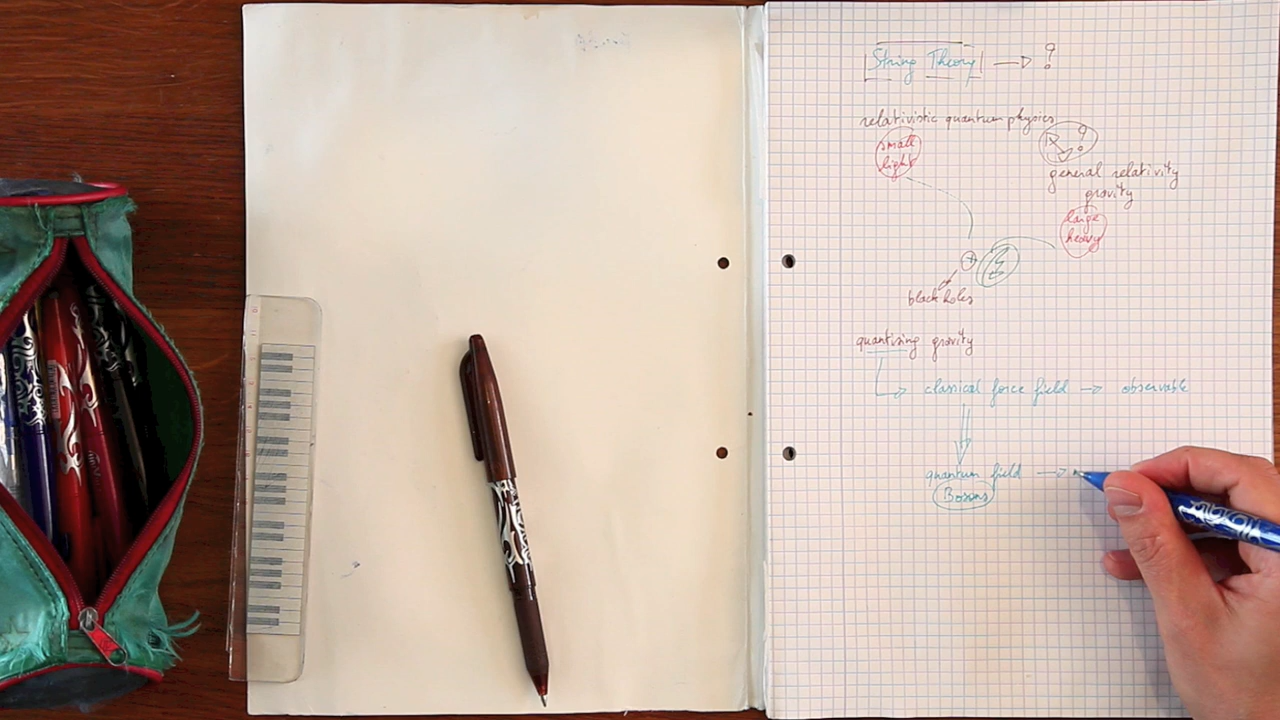 String Theory → ?
relativistic quantum physics
small
light
?
general relativity
gravity
large
heavy
black holes
quantising gravity
classical force field → observable
quantum field →
Bosons